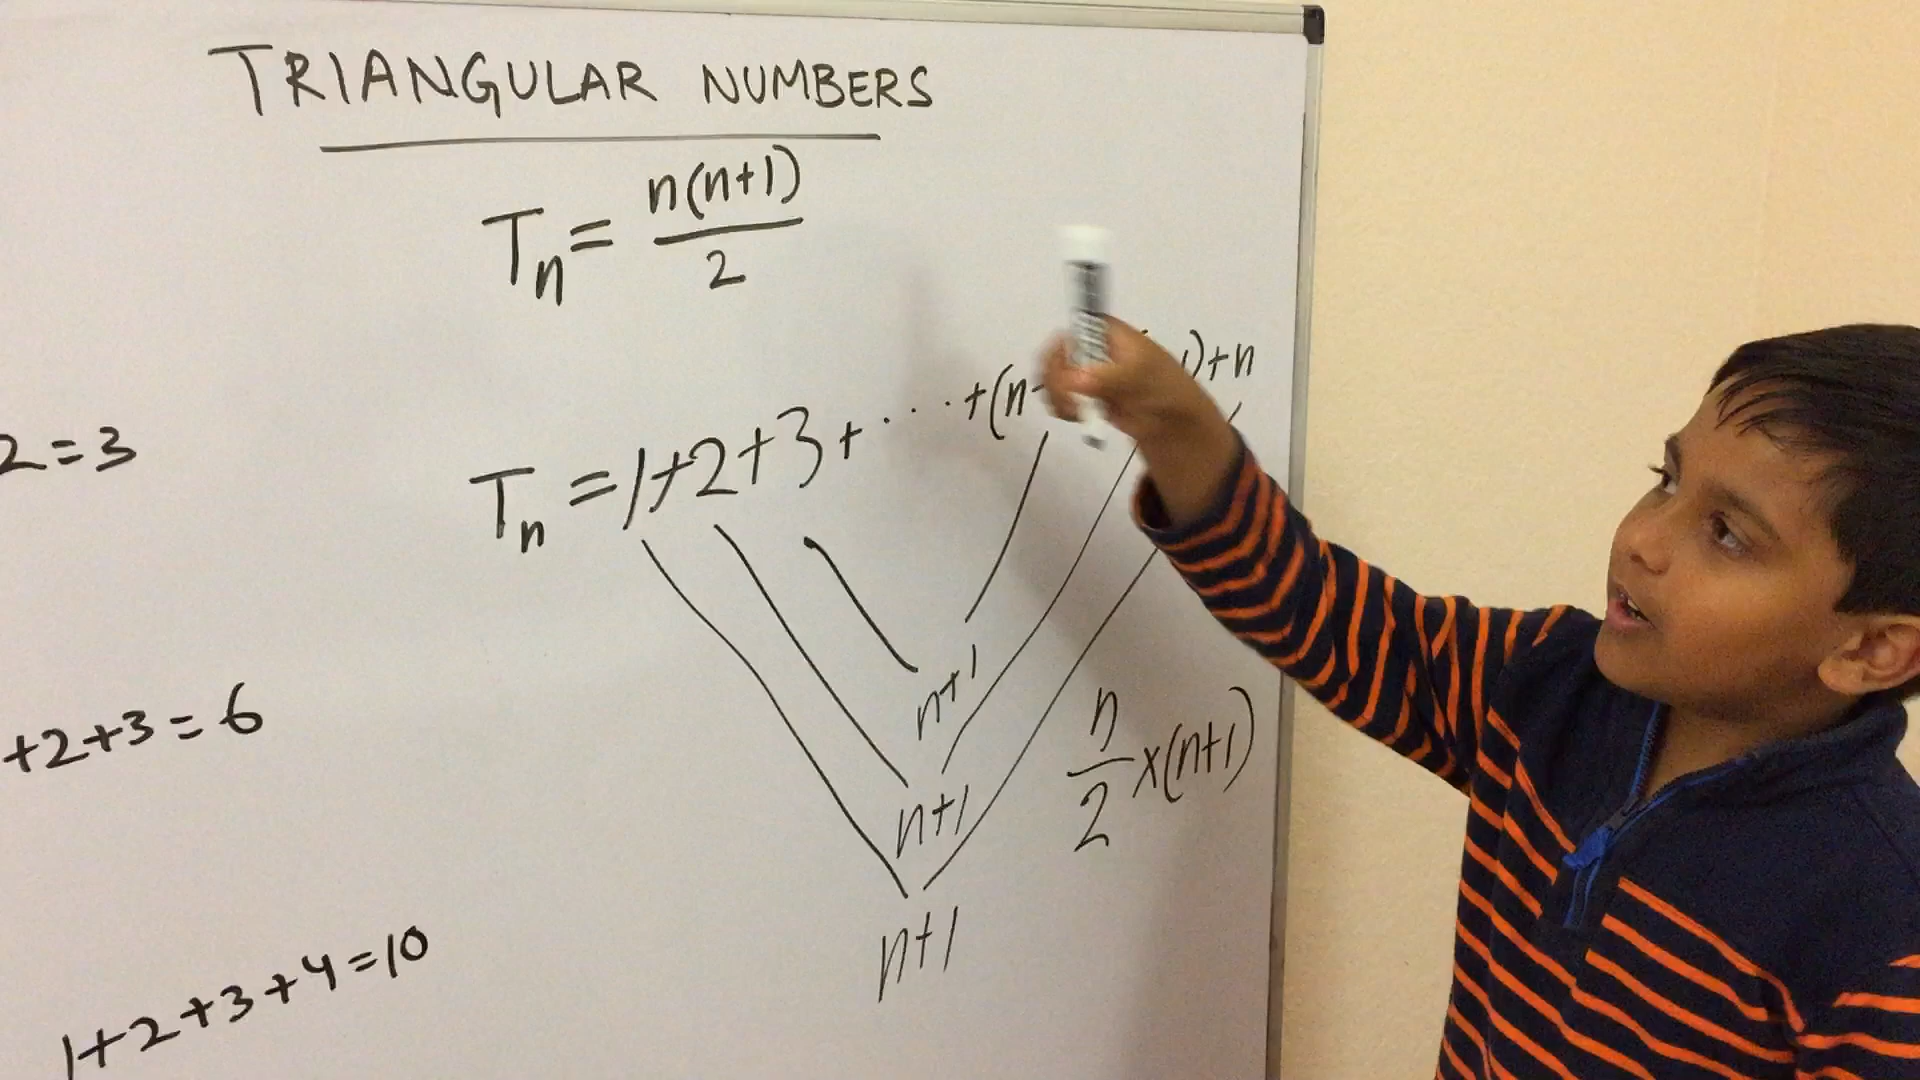 TRIANGULAR NUMBERS
Tn = n(n+1)/2
2=3
Tn = 1+2+3+ ····+(n- 1)+n
+2+3=6
n+1
n/2 x(n+1)
n+1
n+1
1+2+3+4=10